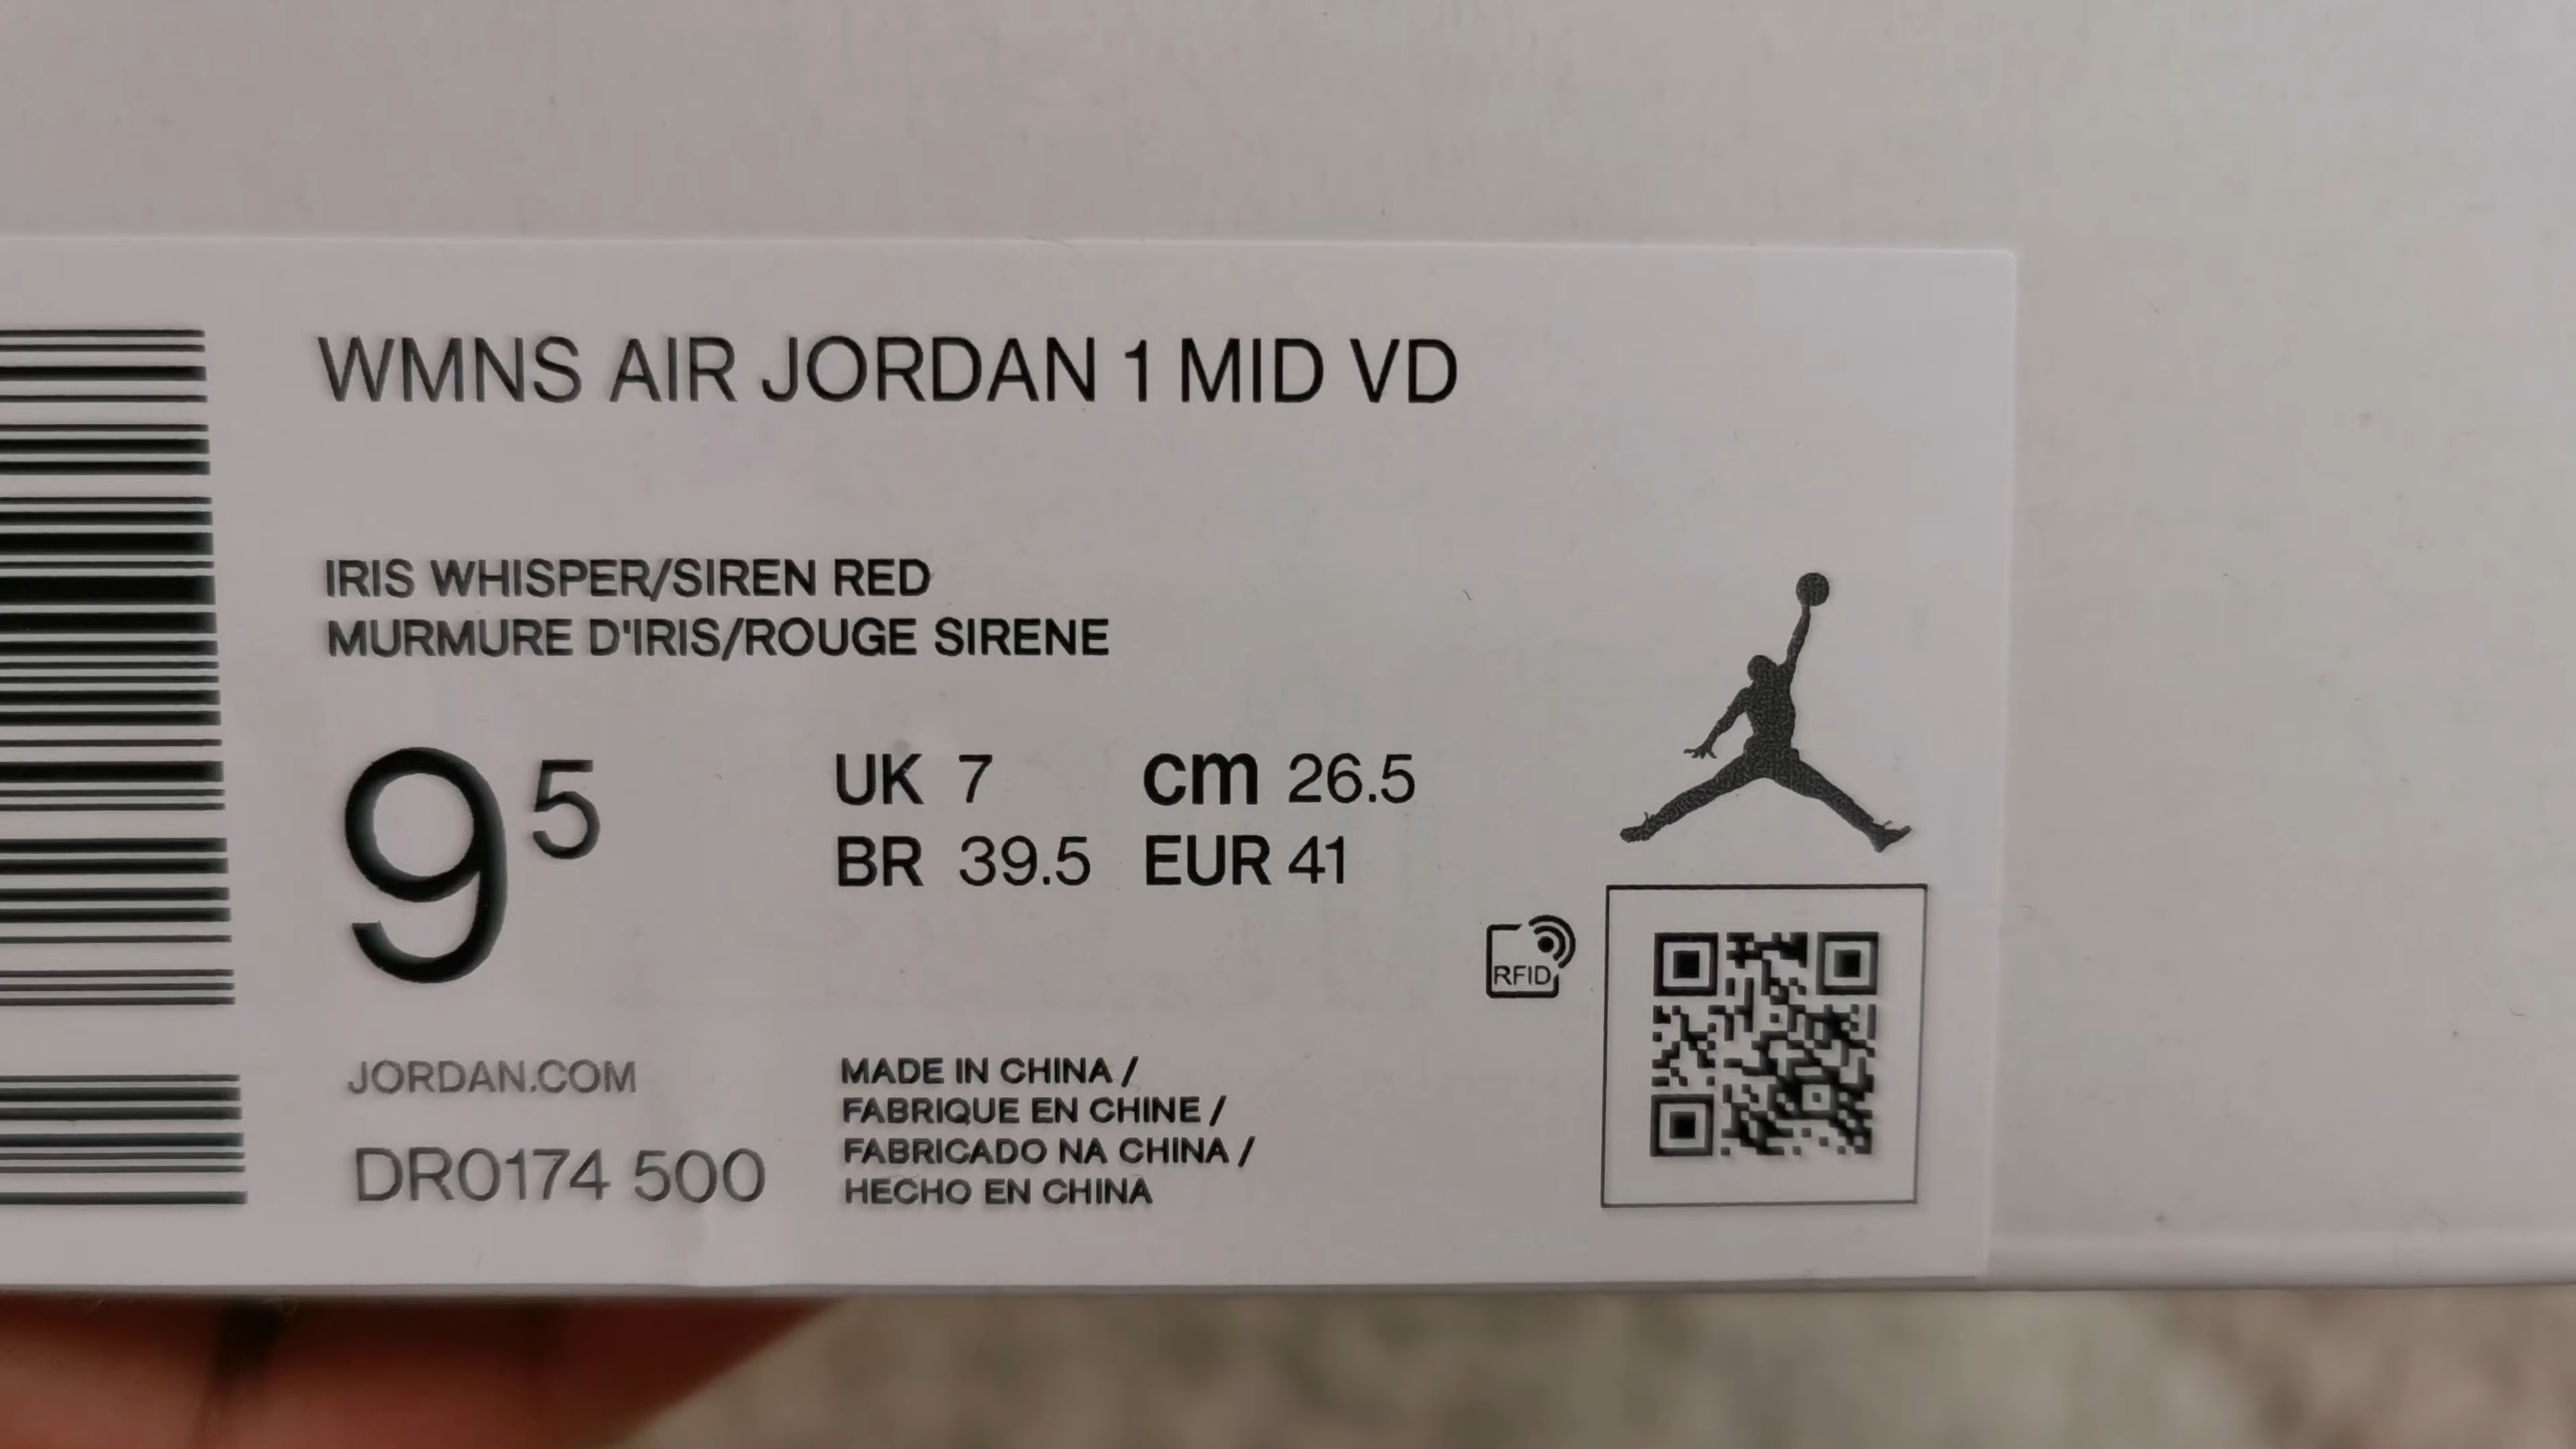 WMNS AIR JORDAN 1 MID VD
IRIS WHISPER/SIREN RED
MURMURE D'IRIS/ROUGE SIRENE
9 5
UK 7 cm 26.5
BR 39.5 EUR 41
RFID
JORDAN.COM
DR0174 500
MADE IN CHINA /
FABRIQUE EN CHINE /
FABRICADO NA CHINA /
HECHO EN CHINA